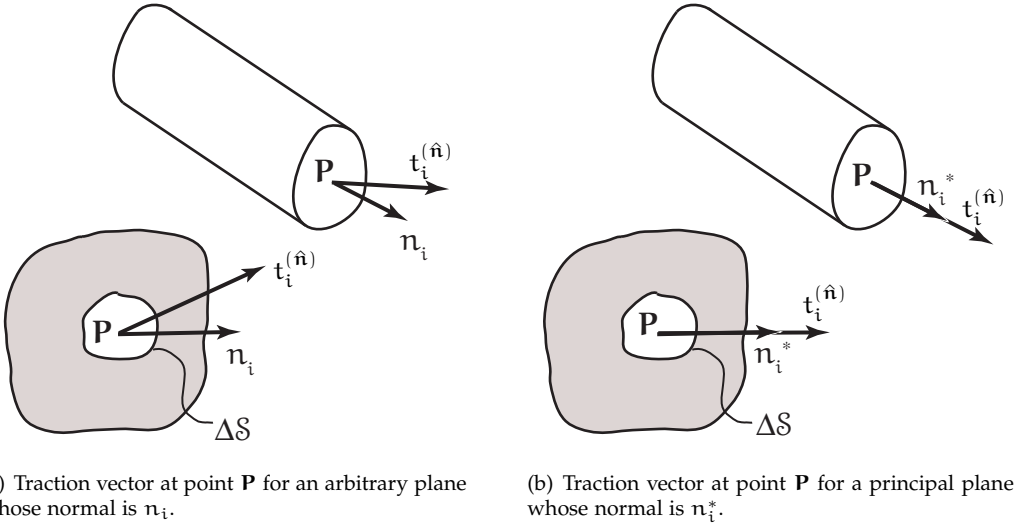 P
t_i^(n̂)
n_i
t_i^(n̂)
P
n_i
ΔS
P
n_i^*
t_i^(n̂)
t_i^(n̂)
P
n_i^*
ΔS
) Traction vector at point P for an arbitrary plane
hose normal is n_i.
(b) Traction vector at point P for a principal plane
whose normal is n_i^*.